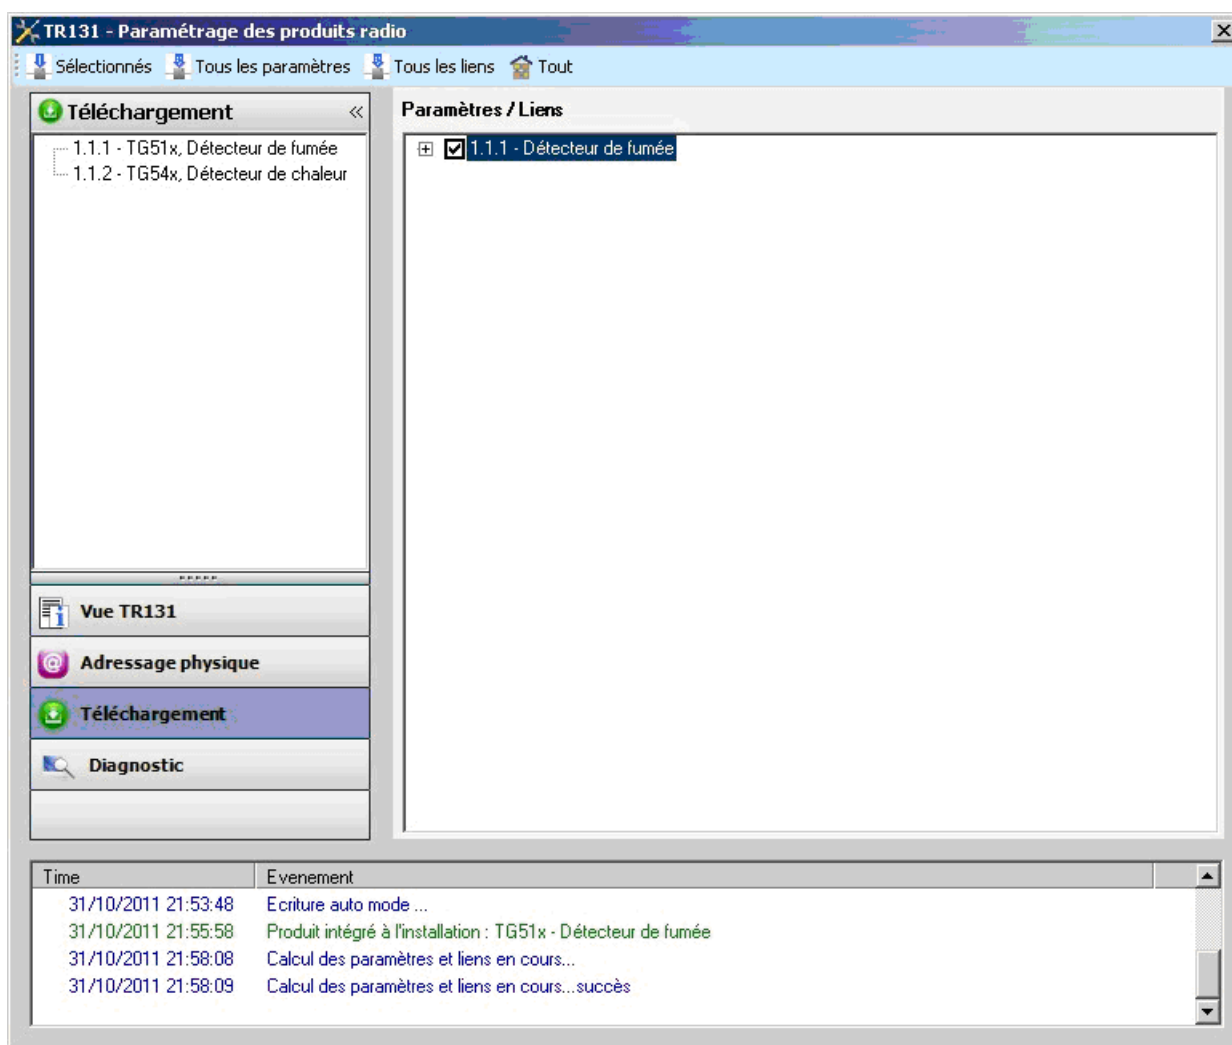 TR131 - Paramétrage des produits radio
Sélectionnés Tous les paramètres Tous les liens Tout
Téléchargement
1.1.1 - TG51x, Détecteur de fumée
1.1.2 - TG54x, Détecteur de chaleur
Vue TR131
Adressage physique
Téléchargement
Diagnostic
Paramètres / Liens
1.1.1 - Détecteur de fumée
Time Evenement
31/10/2011 21:53:48 Ecriture auto mode ...
31/10/2011 21:55:58 Produit intégré à l'installation : TG51x - Détecteur de fumée
31/10/2011 21:58:08 Calcul des paramètres et liens en cours...
31/10/2011 21:58:09 Calcul des paramètres et liens en cours...succès